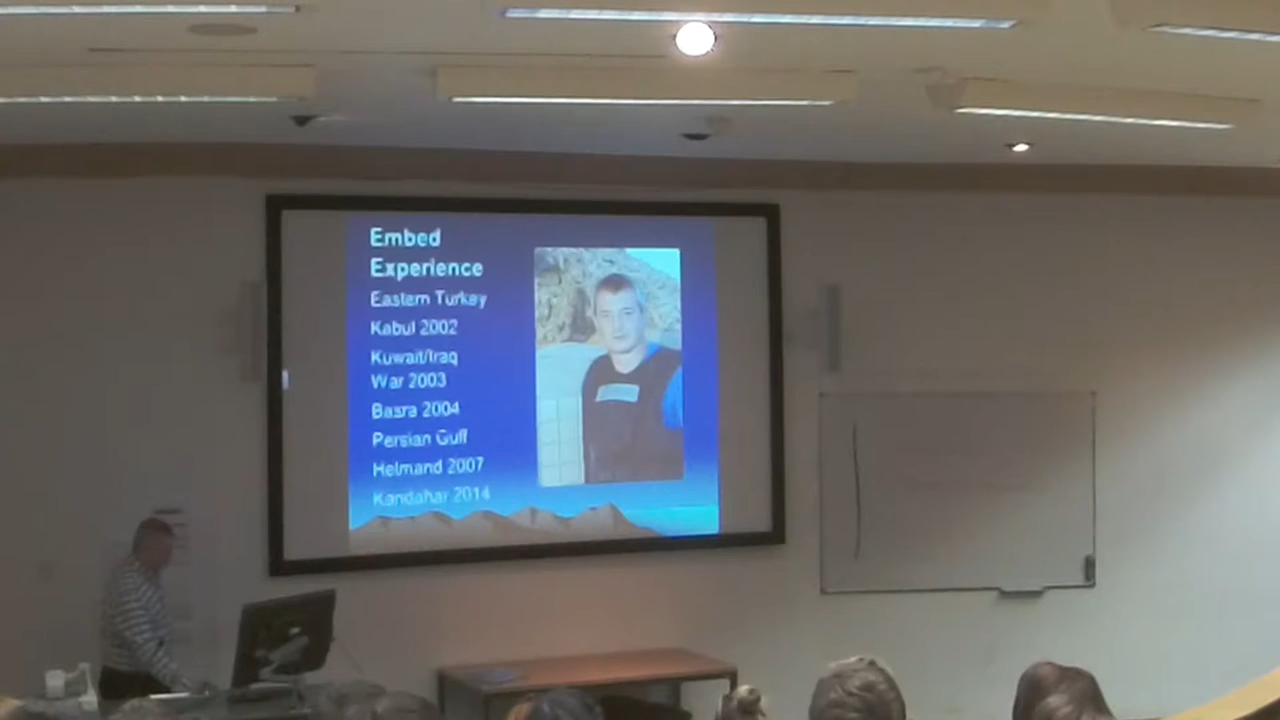 Embed
Experience
Eastern Turkey
Kabul 2002
Kuwait/Iraq
War 2003
Basra 2004
Persian Gulf
Helmand 2007
Kandahar 2014